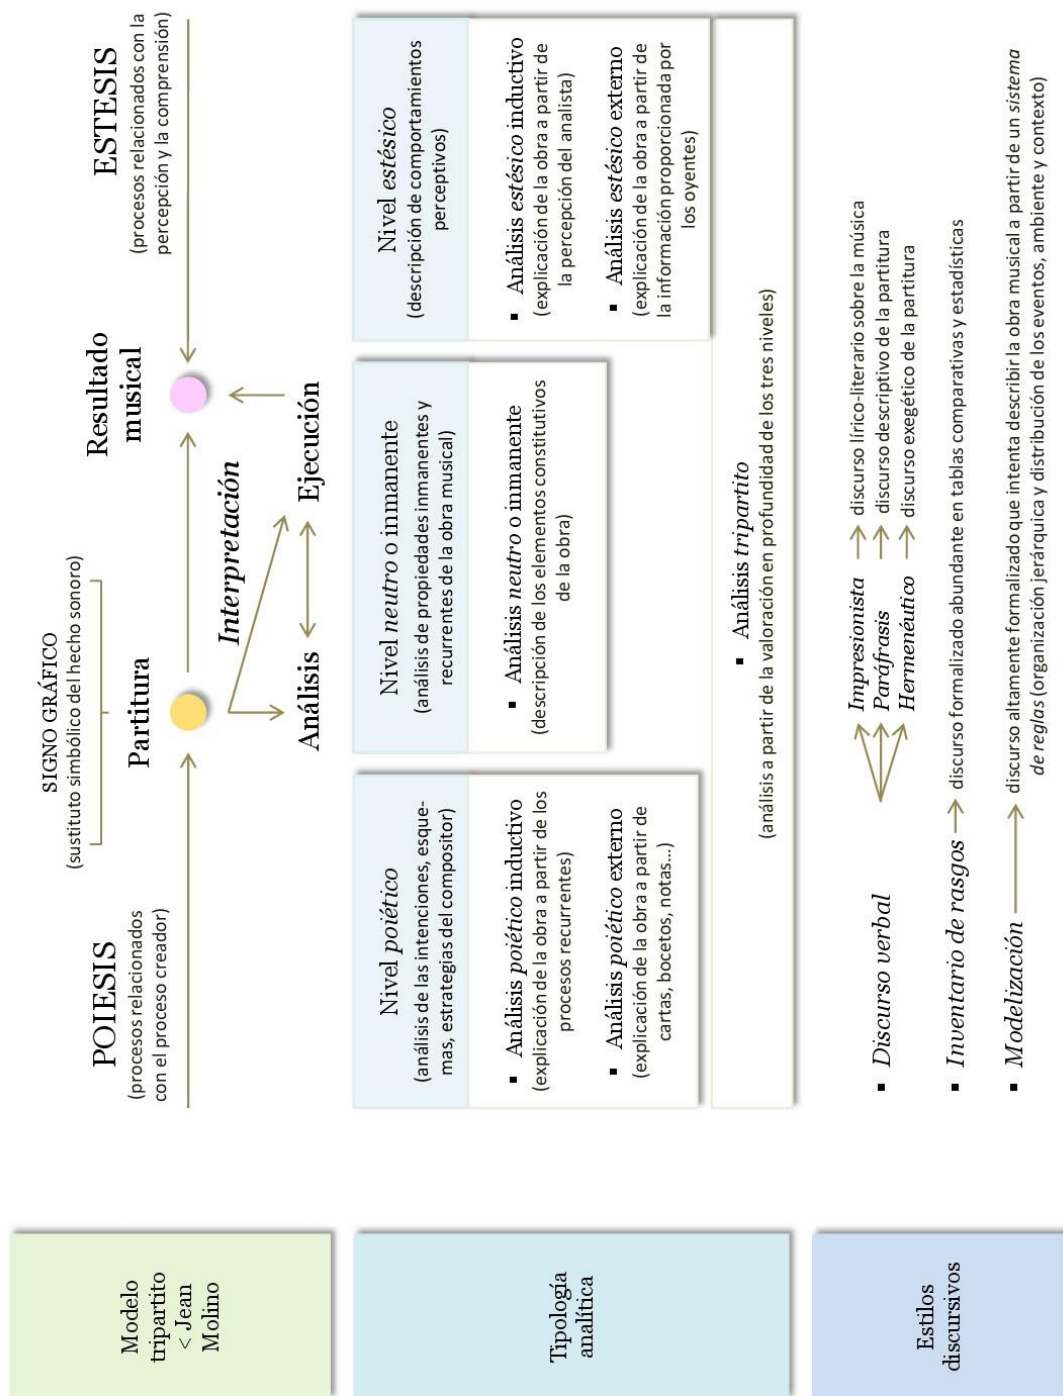 Modelo
tripartito
< Jean
Molino
POIESIS
(procesos relacionados
con el proceso creador)
SIGNO GRÁFICO
(sustituto simbólico del hecho sonoro)
Partitura
Interpretación
Análisis
Ejecución
Resultado
musical
ESTESIS
(procesos relacionados con la
percepción y la comprensión)
Tipología
analítica
Nivel poiético
(análisis de las intenciones, esque-
mas, estrategias del compositor)
▪ Análisis poiético inductivo
(explicación de la obra a partir de los
procesos recurrentes)
▪ Análisis poiético externo
(explicación de la obra a partir de
cartas, bocetos, notas...)
Nivel neutro o inmanente
(análisis de propiedades inmanentes y
recurrentes de la obra musical)
▪ Análisis neutro o inmanente
(descripción de los elementos constitutivos
de la obra)
Nivel estésico
(descripción de comportamientos
perceptivos)
▪ Análisis estésico inductivo
(explicación de la obra a partir de
la percepción del analista)
▪ Análisis estésico externo
(explicación de la obra a partir de
la información proporcionada por
los oyentes)
▪ Análisis tripartito
(análisis a partir de la valoración en profundidad de los tres niveles)
Estilos
discursivos
▪ Discurso verbal
Impresionista discurso lírico-literario sobre la música
Paráfrasis discurso descriptivo de la partitura
Hermenéutico discurso exegético de la partitura
▪ Inventario de rasgos discurso formalizado abundante en tablas comparativas y estadísticas
▪ Modelización discurso altamente formalizado que intenta describir la obra musical a partir de un sistema
de reglas (organización jerárquica y distribución de los eventos, ambiente y contexto)